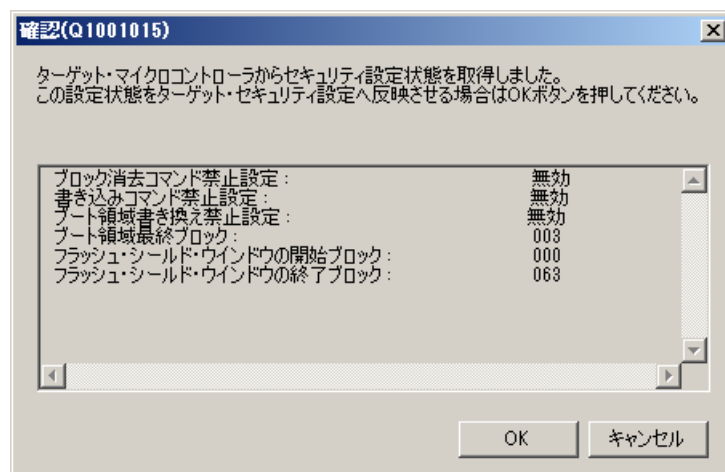 確認(Q1001015)
ターゲット・マイクロコントローラからセキュリティ設定状態を取得しました。
この設定状態をターゲット・セキュリティ設定へ反映させる場合はOKボタンを押してください。
ブロック消去コマンド禁止設定: 無効
書き込みコマンド禁止設定: 無効
ブート領域書き換え禁止設定: 無効
ブート領域最終ブロック: 003
フラッシュ・シールド・ウインドウの開始ブロック: 000
フラッシュ・シールド・ウインドウの終了ブロック: 063
OK キャンセル